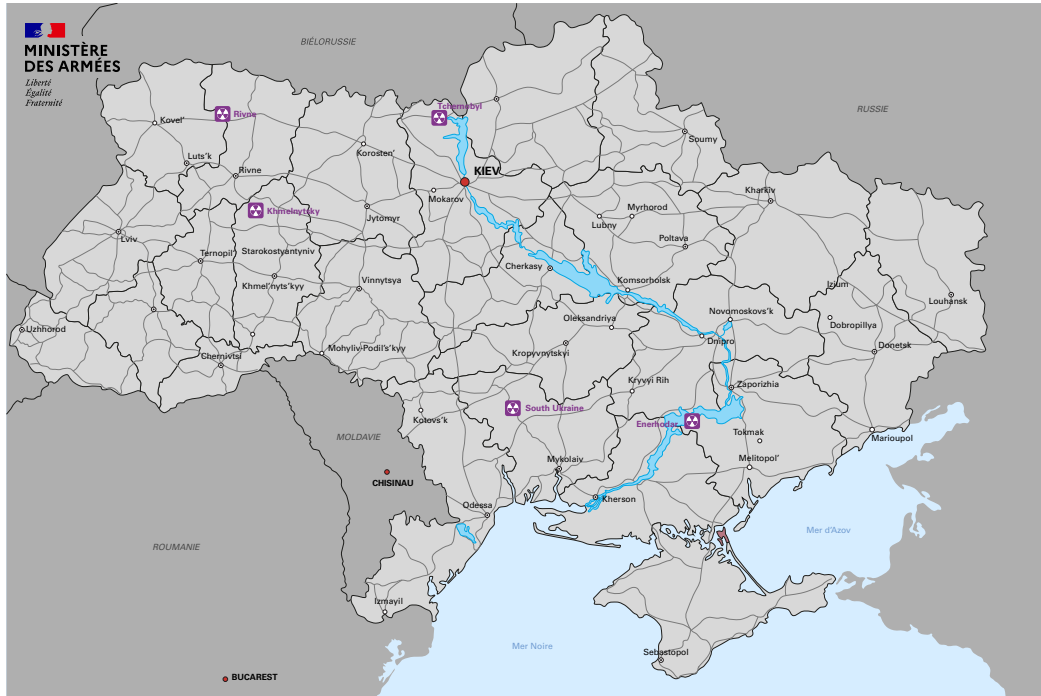 MINISTÈRE
DES ARMÉES
Liberté
Égalité
Fraternité
BIÉLORUSSIE
RUSSIE
Tchernobyl
Rivne
Kovel'
Soumy
Korosten'
Luts'k
KIEV
Rivne
Kharkiv
Mokarov
Khmelnytsky
Jytomyr
Myrhorod
Lubny
Lviv
Poltava
Ternopil'
Starokostyantyniv
Cherkasy
Vinnytsya
Komsorholsk
Izium
Khmel'nyts'kyy
Louhansk
Oleksandriya
Novomoskovs'k
Uzhhorod
Dobropillya
Dnipro
Donetsk
Chernivtsi
Mohyliv-Podil's'kyy
Kropyvnytskyi
Kryvyi Rih
Zaporizhia
South Ukraine
Kotovs'k
Enerhodar
Tokmak
MOLDAVIE
Marioupol
Mykolaiv
Melitopol'
CHISINAU
Kherson
Odessa
Mer d'Azov
ROUMANIE
Izmayil
Mer Noire
Sebastopol
BUCAREST